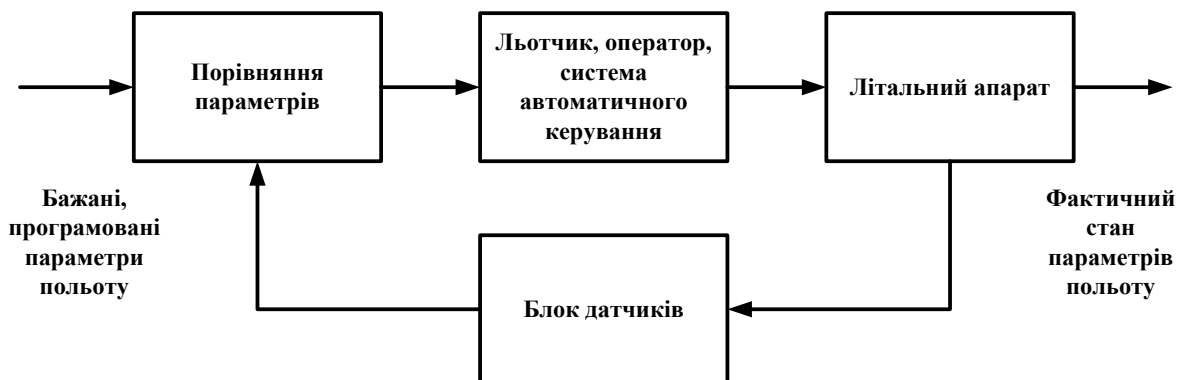 Порівняння
параметрів
Льотчик, оператор,
система
автоматичного
керування
Літальний апарат
Бажані,
програмовані
параметри
польоту
Фактичний
стан
параметрів
польоту
Блок датчиків